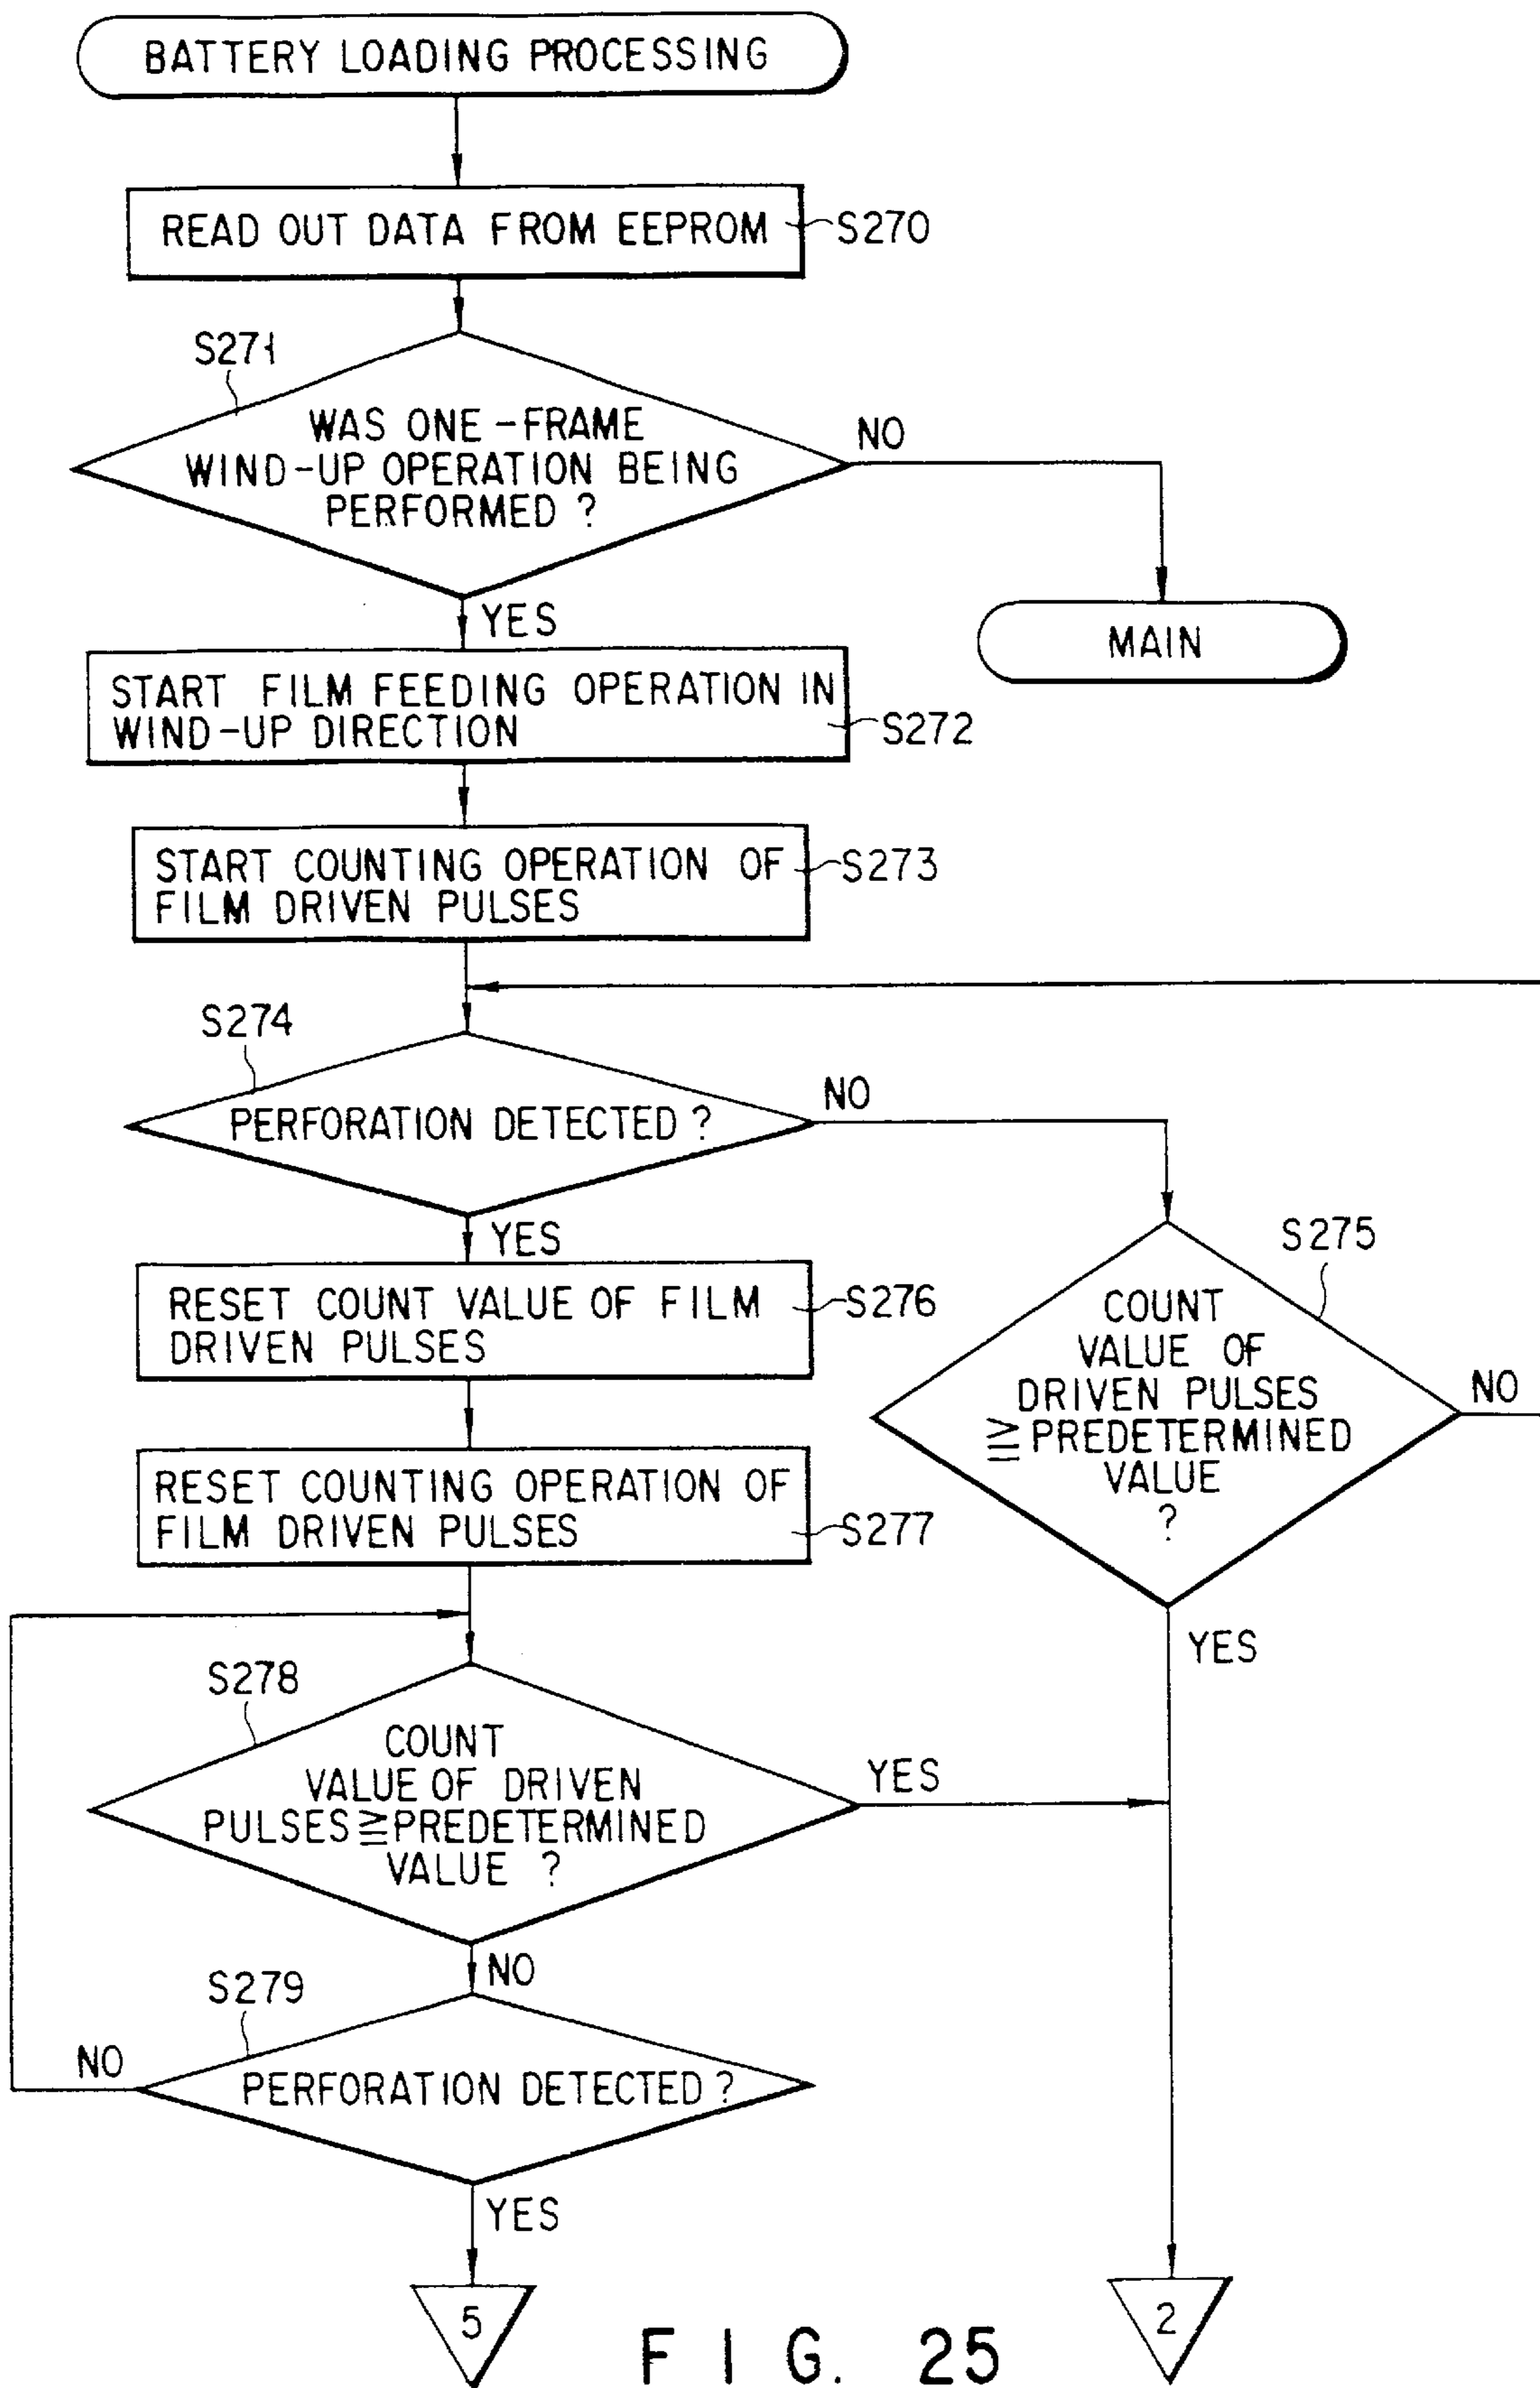 BATTERY LOADING PROCESSING
READ OUT DATA FROM EEPROM
S270
S271
WAS ONE-FRAME
WIND-UP OPERATION BEING
PERFORMED ?
NO
YES
MAIN
START FILM FEEDING OPERATION IN
WIND-UP DIRECTION
S272
START COUNTING OPERATION OF
FILM DRIVEN PULSES
S273
S274
PERFORATION DETECTED ?
NO
YES
S275
COUNT
VALUE OF
DRIVEN PULSES
≧PREDETERMINED
VALUE
?
NO
YES
RESET COUNT VALUE OF FILM
DRIVEN PULSES
S276
RESET COUNTING OPERATION OF
FILM DRIVEN PULSES
S277
S278
COUNT
VALUE OF DRIVEN
PULSES≧PREDETERMINED
VALUE ?
YES
NO
S279
PERFORATION DETECTED ?
NO
YES
5
2
FIG. 25